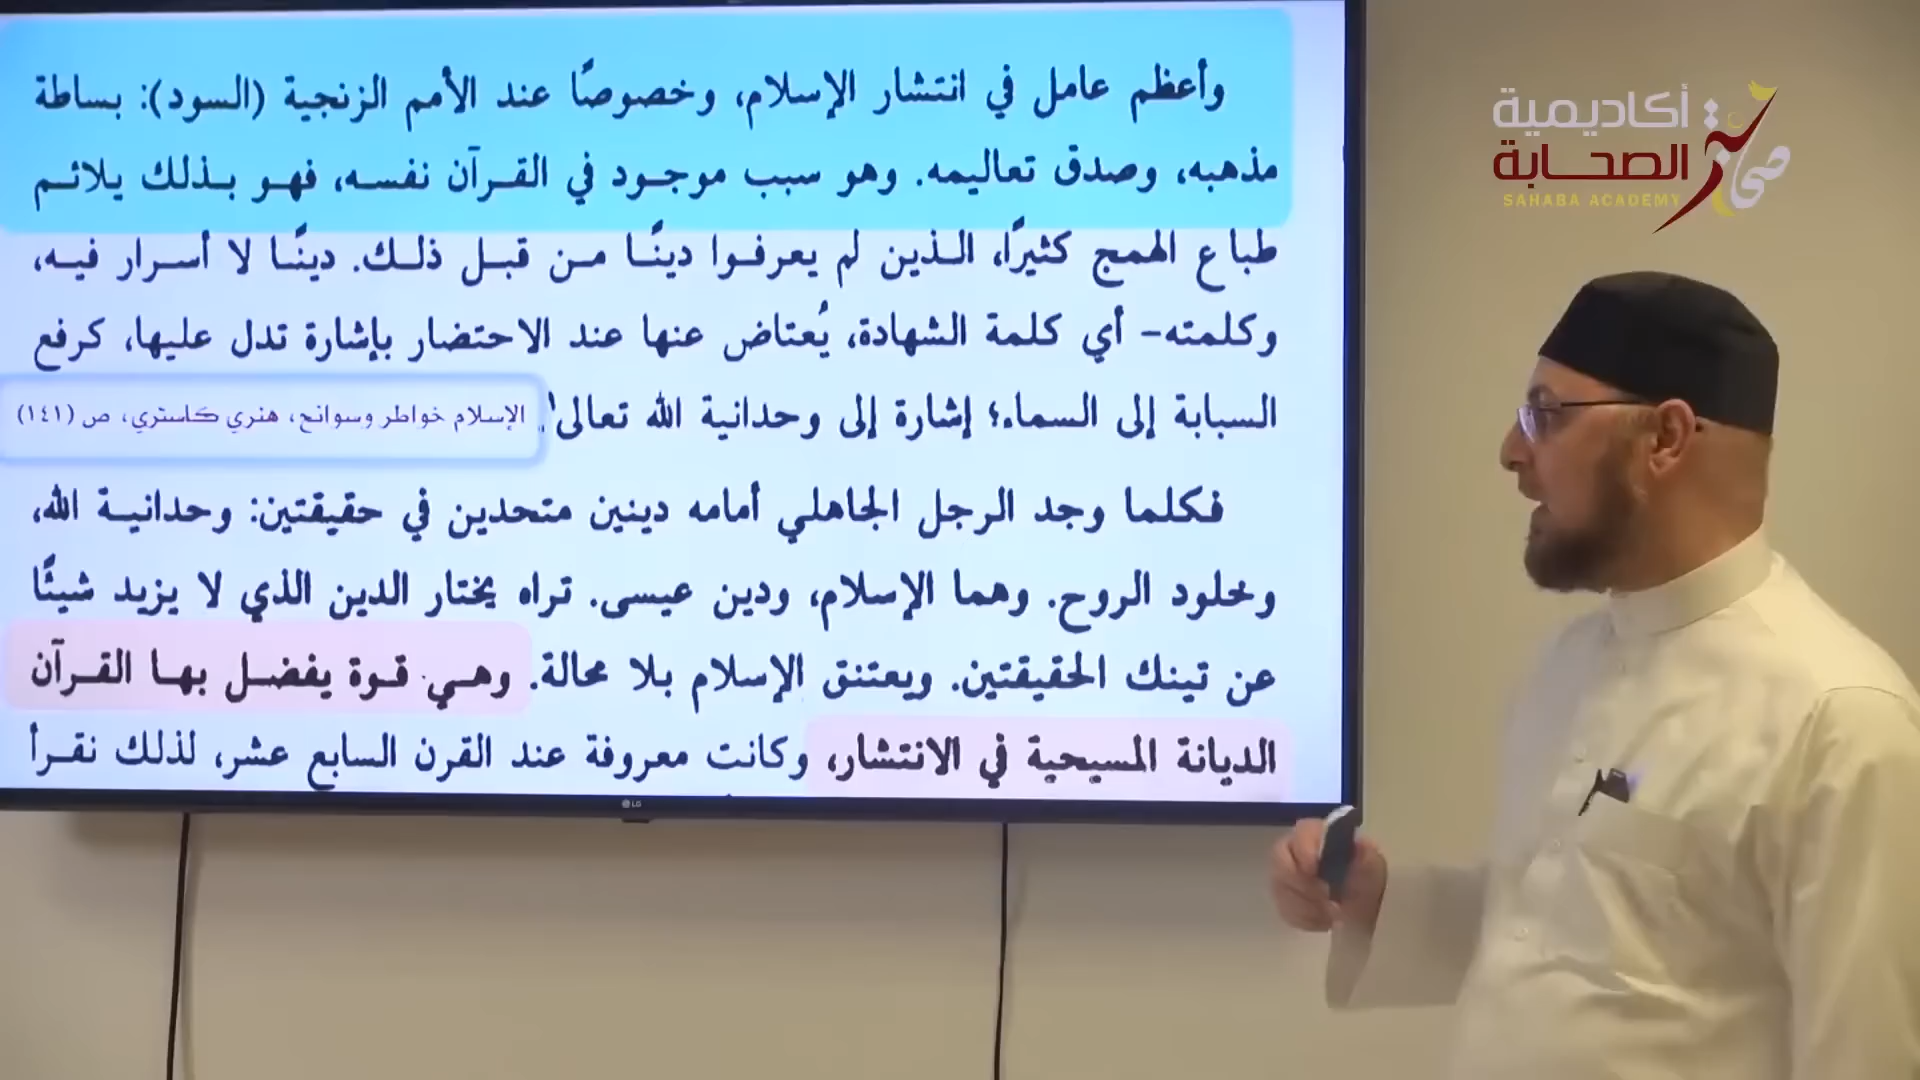 وأعظم عامل في انتشار الإسلام، وخصوصًا عند الأمم الزنجية (السود): بساطة
مذهبه، وصدق تعاليمه. وهو سبب موجود في القرآن نفسه، فهو بذلك يلائم
طباع الهمج كثيرًا، الذين لم يعرفوا دينًا من قبل ذلك. دينًا لا أسرار فيه،
وكلمته- أي كلمة الشهادة، يُعتاض عنها عند الاحتضار بإشارة تدل عليها، كرفع
السبابة إلى السماء؛ إشارة إلى وحدانية الله تعالى'.
الإسلام خواطر وسوانح، هنري كاستري، ص (١٤١)
فكلما وجد الرجل الجاهلي أمامه دينين متحدين في حقيقتين: وحدانية الله،
وخلود الروح. وهما الإسلام، ودين عيسى. تراه يختار الدين الذي لا يزيد شيئًا
عن تينك الحقيقتين. ويعتنق الإسلام بلا محالة. وهي قوة يفضل بها القرآن
الديانة المسيحية في الانتشار، وكانت معروفة عند القرن السابع عشر، لذلك نقرأ
LG
أكاديمية
الصحابة
صحابة
SAHABA ACADEMY